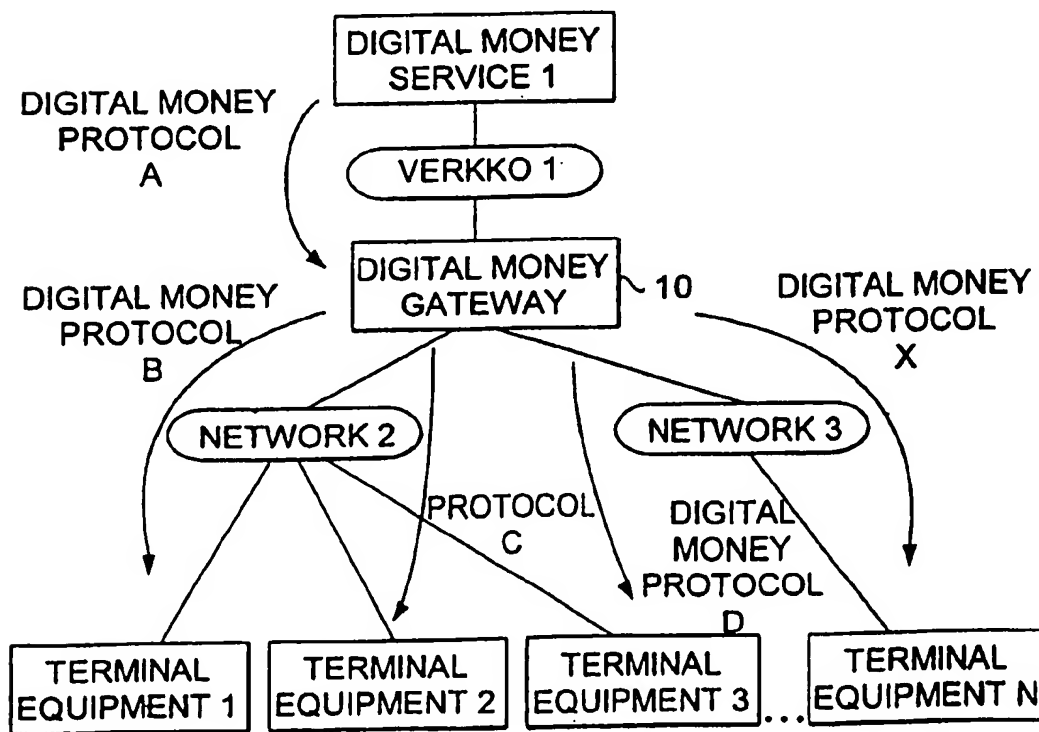 DIGITAL MONEY
SERVICE 1
DIGITAL MONEY
PROTOCOL
A
VERKKO 1
DIGITAL MONEY
GATEWAY
10
DIGITAL MONEY
PROTOCOL
B
DIGITAL MONEY
PROTOCOL
X
NETWORK 2
NETWORK 3
PROTOCOL
C
DIGITAL
MONEY
PROTOCOL
D
TERMINAL
EQUIPMENT 1
TERMINAL
EQUIPMENT 2
TERMINAL
EQUIPMENT 3
...
TERMINAL
EQUIPMENT N